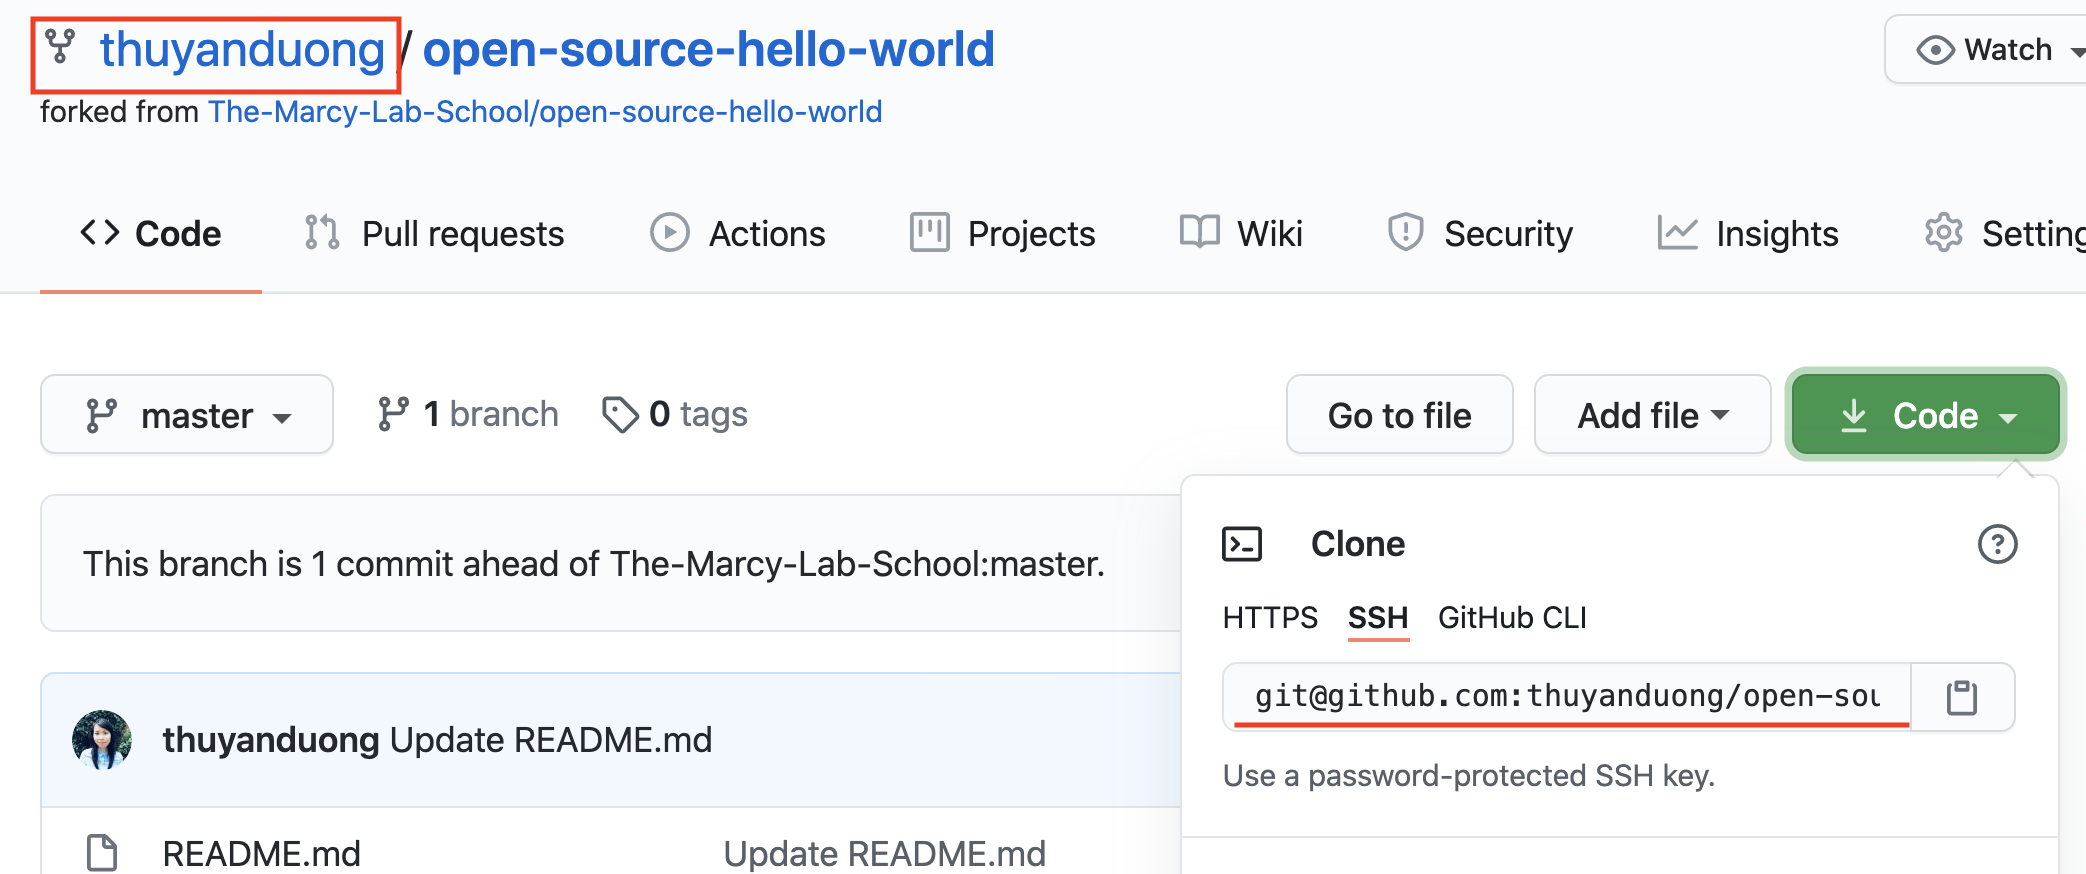 thuyanduong / open-source-hello-world
Watch
forked from The-Marcy-Lab-School/open-source-hello-world
Code Pull requests Actions Projects Wiki Security Insights Setting
master 1 branch 0 tags Go to file Add file Code
This branch is 1 commit ahead of The-Marcy-Lab-School:master.
Clone
HTTPS SSH GitHub CLI
git@github.com:thuyanduong/open-sou
Use a password-protected SSH key.
thuyanduong Update README.md
README.md Update README.md